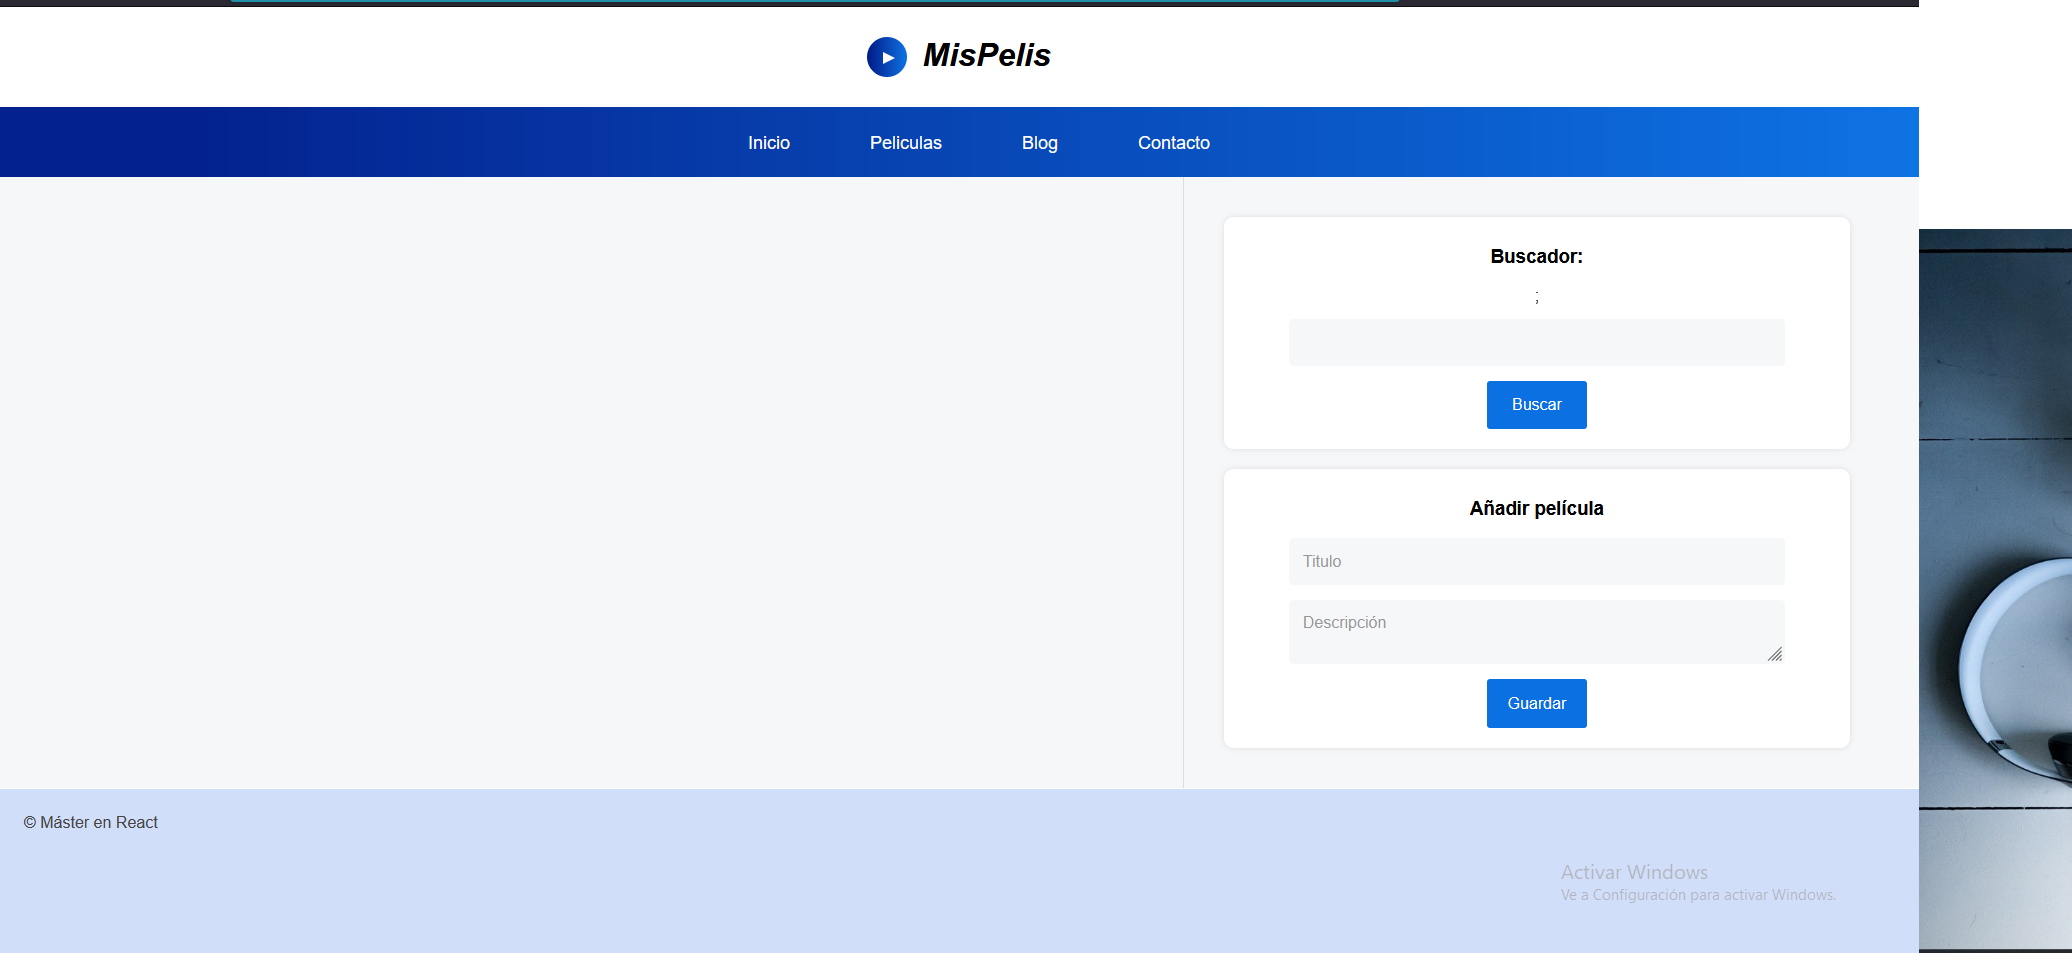 MisPelis
Inicio Peliculas Blog Contacto
Buscador:
;
Buscar
Añadir película
Titulo
Descripción
Guardar
© Máster en React
Activar Windows
Ve a Configuración para activar Windows.